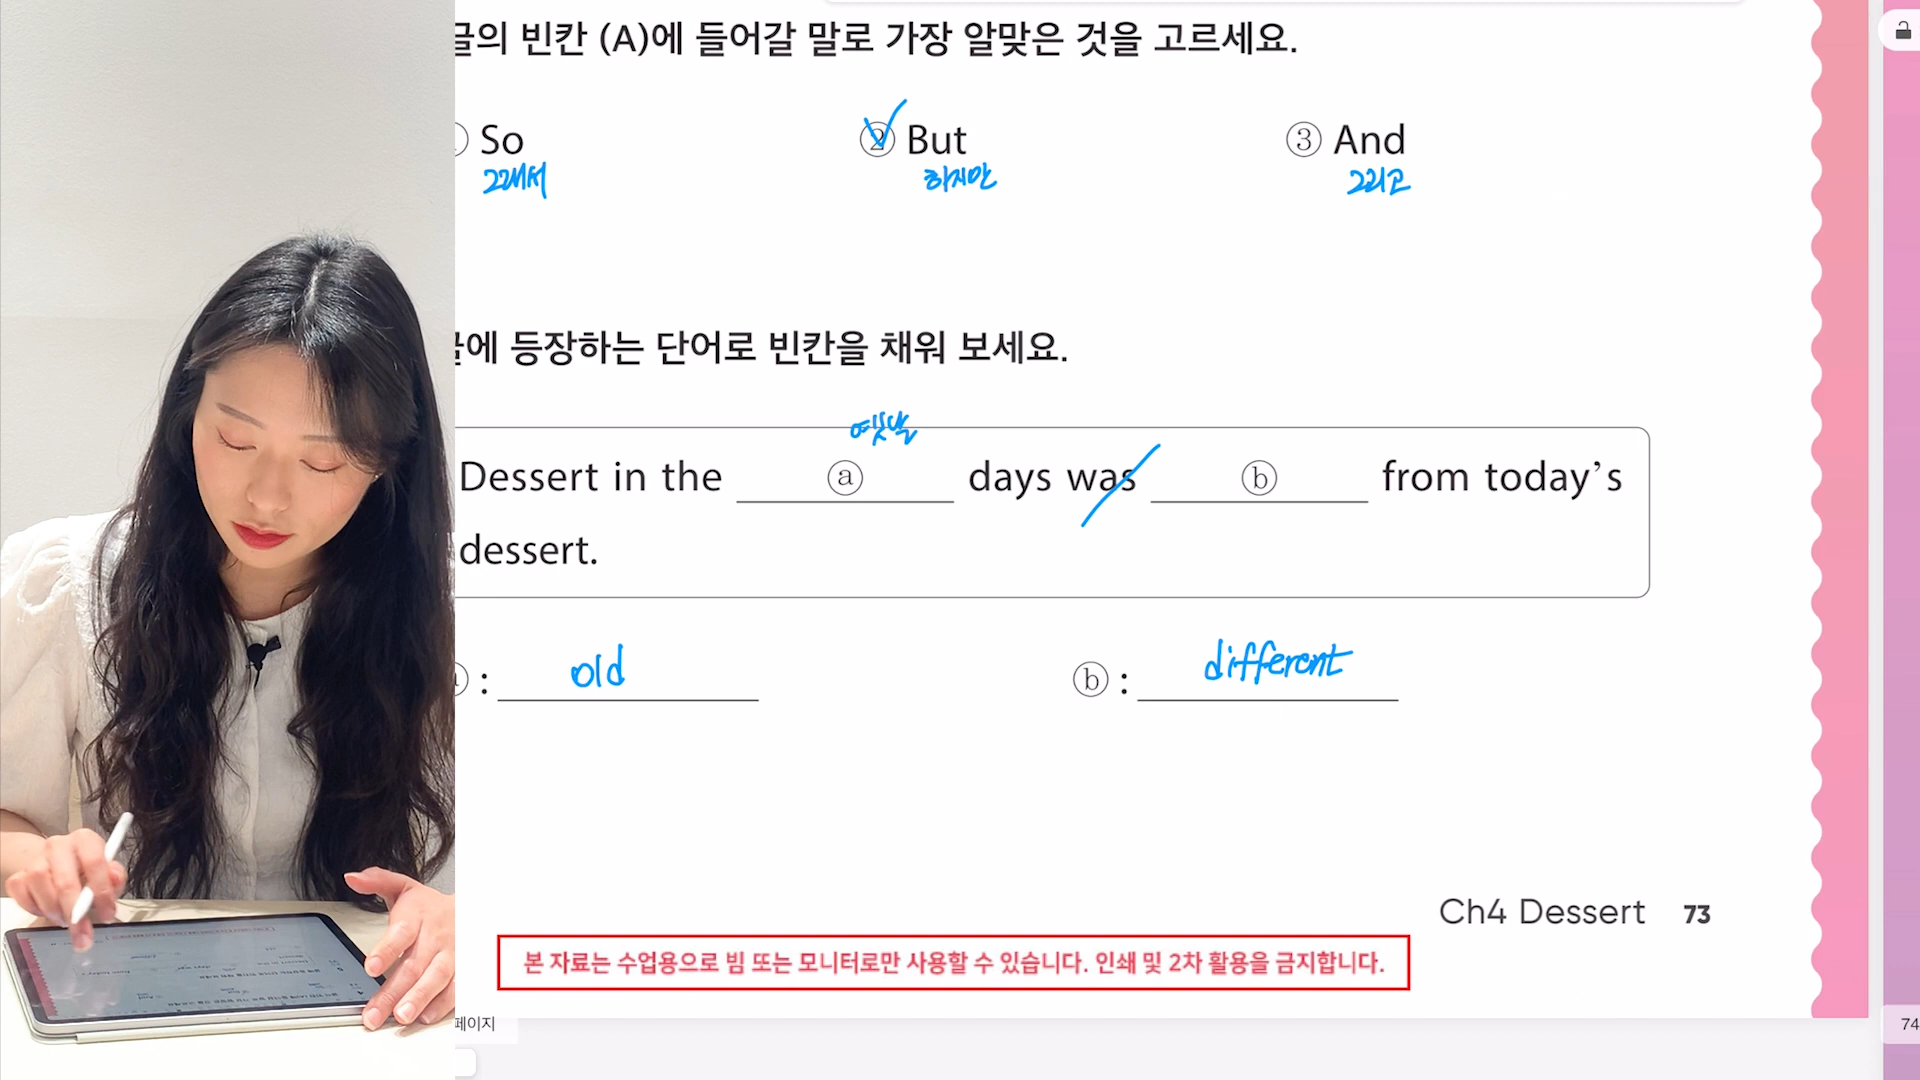 글의 빈칸 (A)에 들어갈 말로 가장 알맞은 것을 고르세요.
So ② But ③ And
그래서 하지만 그리고
에 등장하는 단어로 빈칸을 채워 보세요.
옛날
Dessert in the ⓐ days was ⓑ from today’s
dessert.
: old ⓑ : different
Ch4 Dessert 73
본 자료는 수업용으로 빔 또는 모니터로만 사용할 수 있습니다. 인쇄 및 2차 활용을 금지합니다.
페이지
74